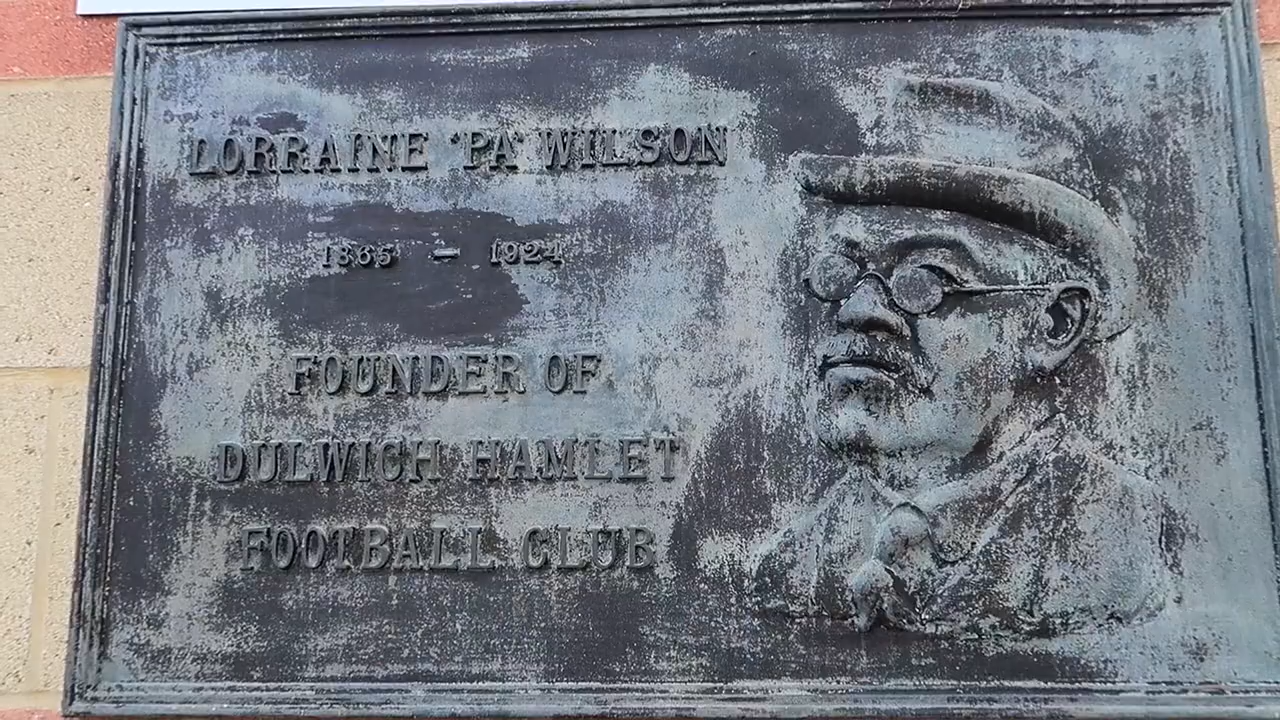 LORRAINE 'PA' WILSON
1865 - 1924
FOUNDER OF
DULWICH HAMLET
FOOTBALL CLUB